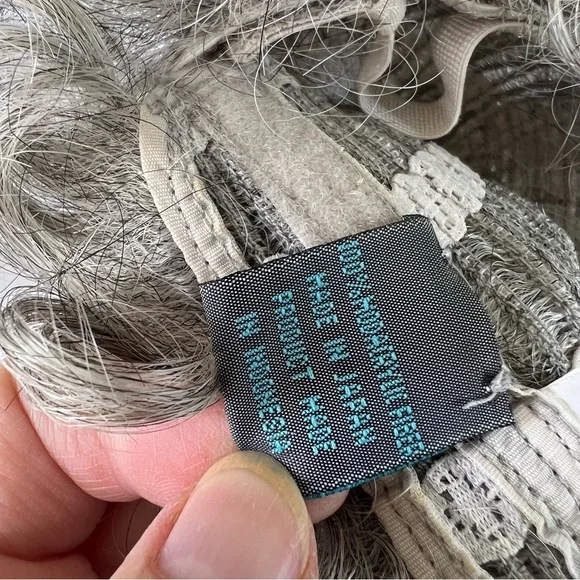 100% MODACRYLIC FIBER
MADE IN JAPAN
PRODUCT MADE
IN INDONESIA